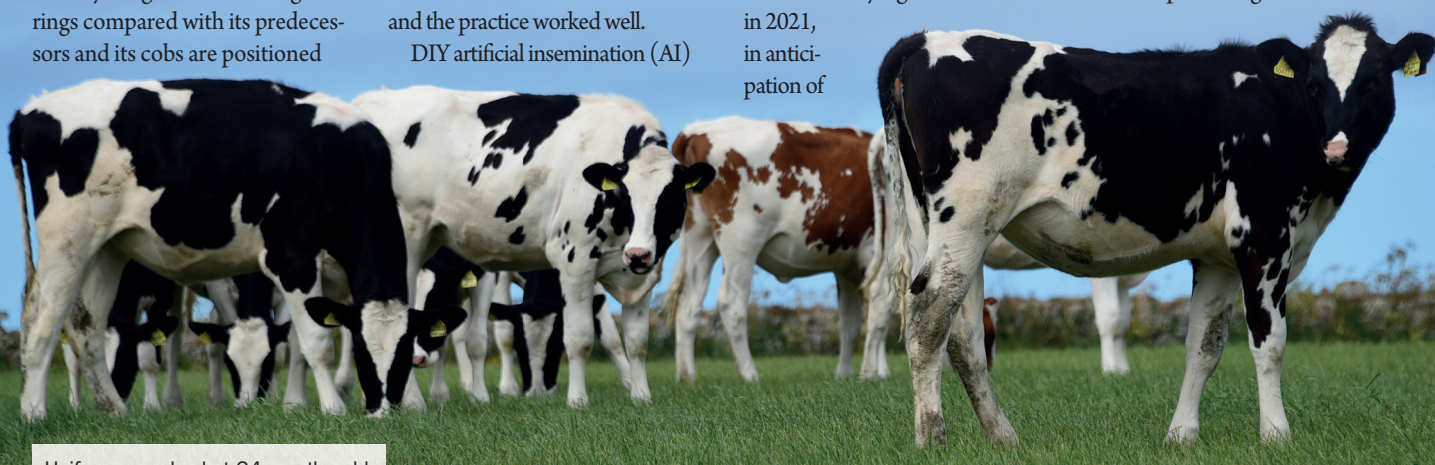 rings compared with its predeces-
sors and its cobs are positioned
and the practice worked well.
DIY artificial insemination (AI)
in 2021,
in antici-
pation of